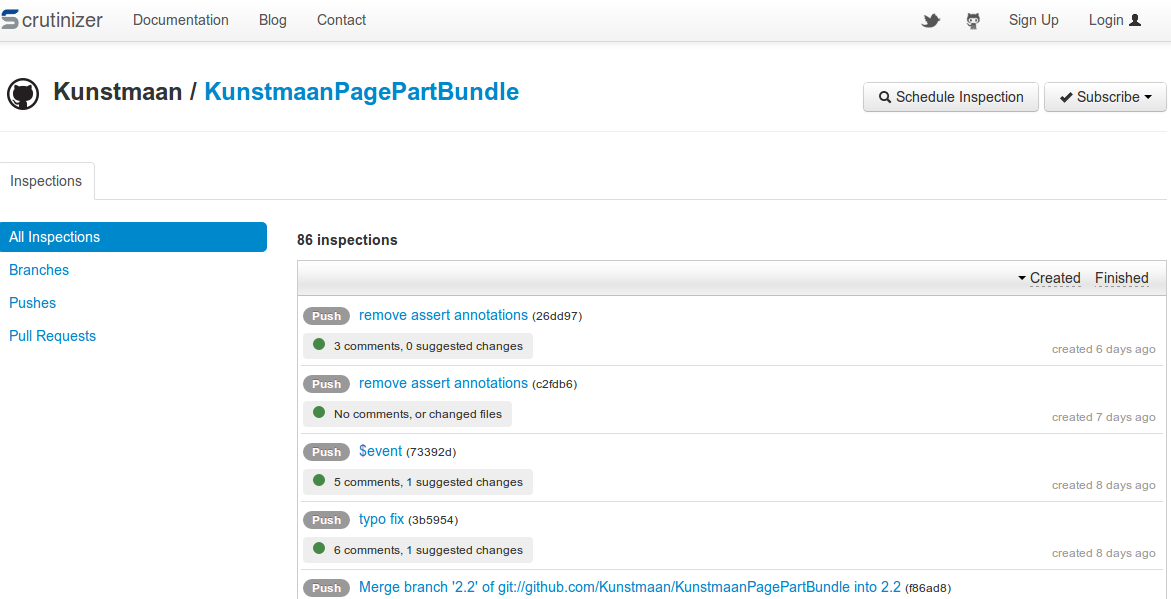 Scrutinizer Documentation Blog Contact Sign Up Login
Kunstmaan / KunstmaanPagePartBundle
Schedule Inspection Subscribe
Inspections
All Inspections
Branches
Pushes
Pull Requests
86 inspections
Created Finished
Push remove assert annotations (26dd97)
3 comments, 0 suggested changes
created 6 days ago
Push remove assert annotations (c2fdb6)
No comments, or changed files
created 7 days ago
Push $event (73392d)
5 comments, 1 suggested changes
created 8 days ago
Push typo fix (3b5954)
6 comments, 1 suggested changes
created 8 days ago
Push Merge branch '2.2' of git://github.com/Kunstmaan/KunstmaanPagePartBundle into 2.2 (f86ad8)